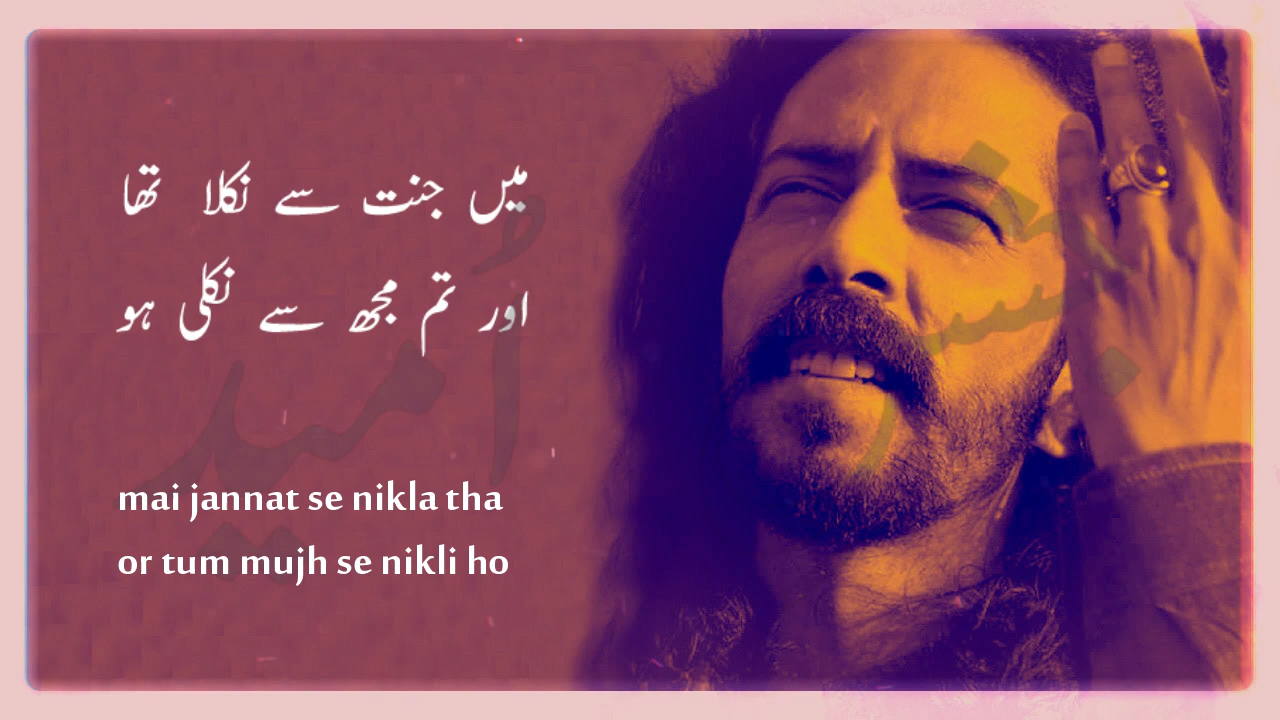 میں جنت سے نکلا تھا
اور تم مجھ سے نکلی ہو
اُمید
mai jannat se nikla tha
or tum mujh se nikli ho